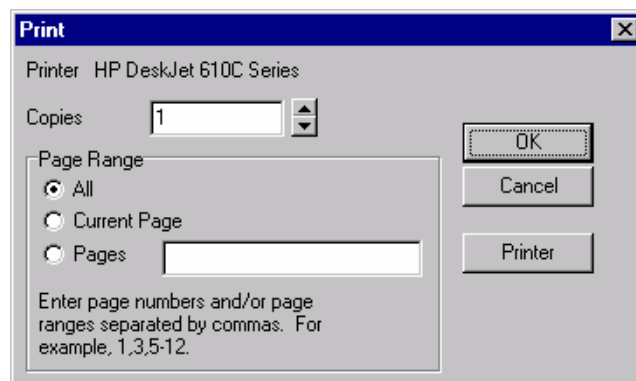 Print
Printer HP DeskJet 610C Series
Copies 1
OK
Page Range
All
Cancel
Current Page
Pages
Printer
Enter page numbers and/or page
ranges separated by commas. For
example, 1,3,5-12.